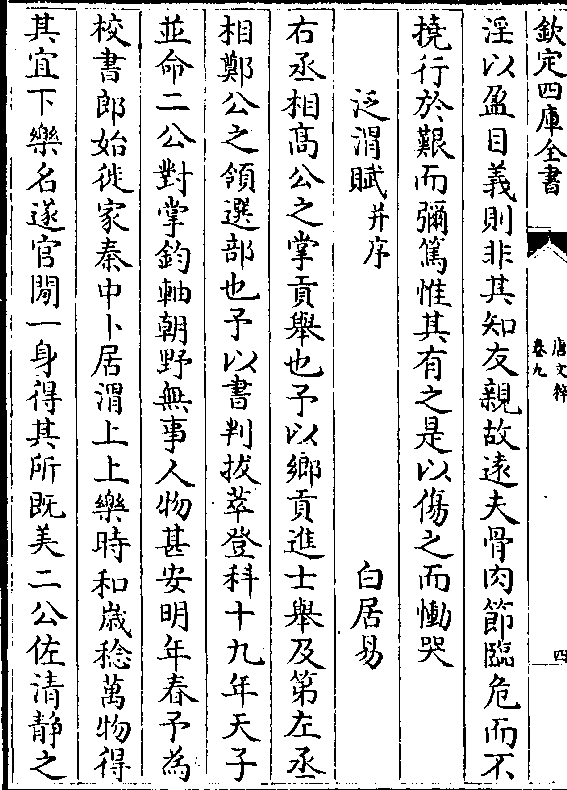 欽定四庫全書
唐文粹
卷九
四
淫以盈目義則非其知友親故遠夫骨肉節臨危而不
撓行於艱而彌篤惟其有之是以傷之而慟哭
泛渭賦并序 白居易
右丞相高公之掌貢舉也予以鄉貢進士舉及第左丞
相鄭公之領選部也予以書判拔萃登科十九年天子
並命二公對掌鈞軸朝野無事人物甚安明年春予為
校書郎始徙家秦中卜居渭上上樂時和歲稔萬物得
其宜下樂名遂官閒一身得其所既美二公佐清靜之